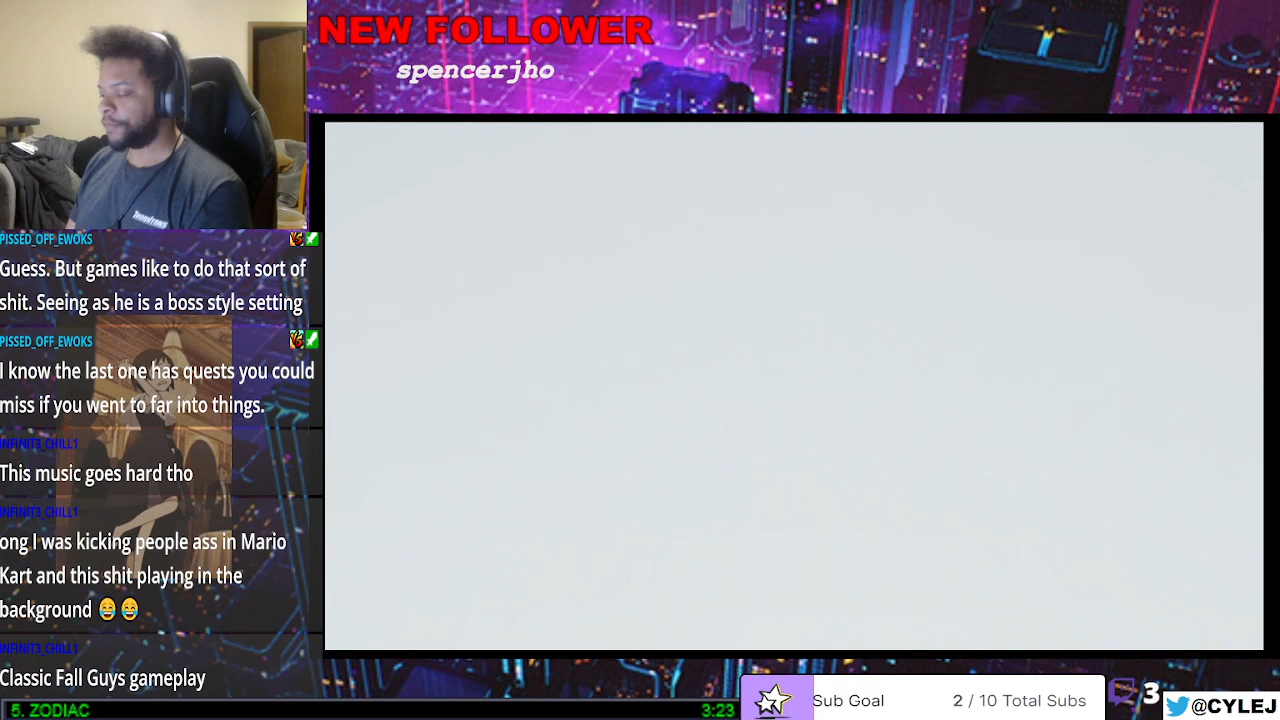 NEW FOLLOWER
spencerjho
PISSED_OFF_EWOKS
Guess. But games like to do that sort of
shit. Seeing as he is a boss style setting
PISSED_OFF_EWOKS
I know the last one has quests you could
miss if you went to far into things.
INFINIT3_CHILL1
This music goes hard tho
INFINIT3_CHILL1
ong I was kicking people ass in Mario
Kart and this shit playing in the
background 😂😂
INFINIT3_CHILL1
Classic Fall Guys gameplay
5. ZODIAC 3:23
Sub Goal 2 / 10 Total Subs
3
@CYLEJ